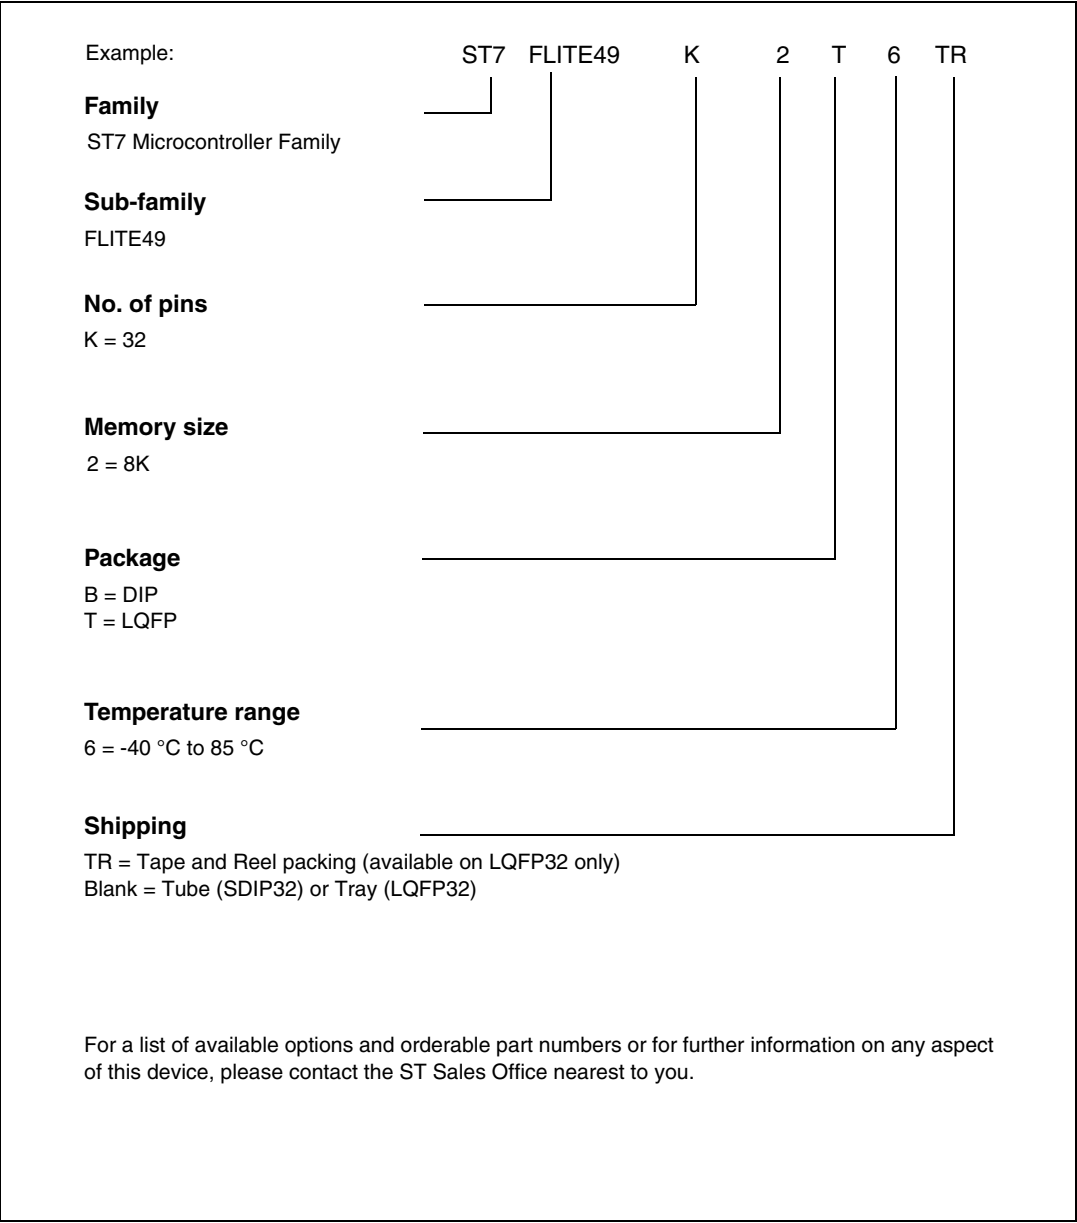 Example: ST7 FLITE49 K 2 T 6 TR
Family
ST7 Microcontroller Family
Sub-family
FLITE49
No. of pins
K = 32
Memory size
2 = 8K
Package
B = DIP
T = LQFP
Temperature range
6 = -40 °C to 85 °C
Shipping
TR = Tape and Reel packing (available on LQFP32 only)
Blank = Tube (SDIP32) or Tray (LQFP32)
For a list of available options and orderable part numbers or for further information on any aspect
of this device, please contact the ST Sales Office nearest to you.